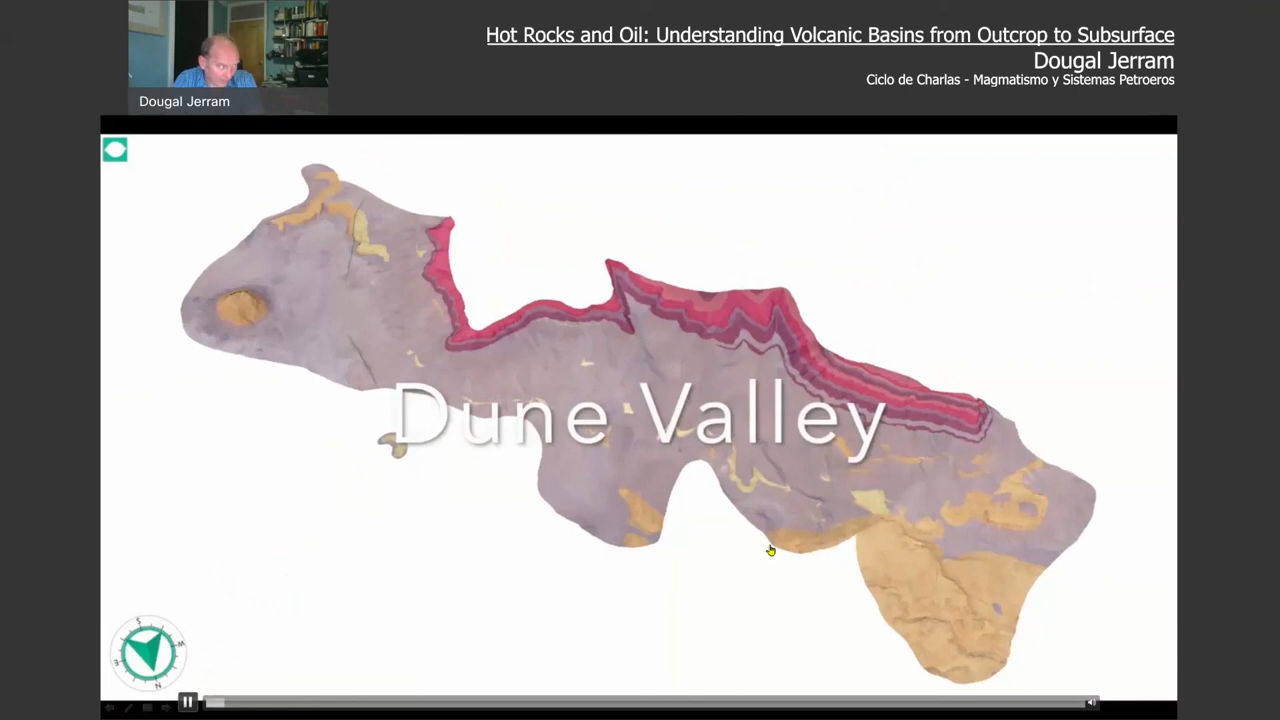 Hot Rocks and Oil: Understanding Volcanic Basins from Outcrop to Subsurface
Dougal Jerram
Ciclo de Charlas - Magmatismo y Sistemas Petroeros
Dougal Jerram
Dune Valley
S
W
E
N